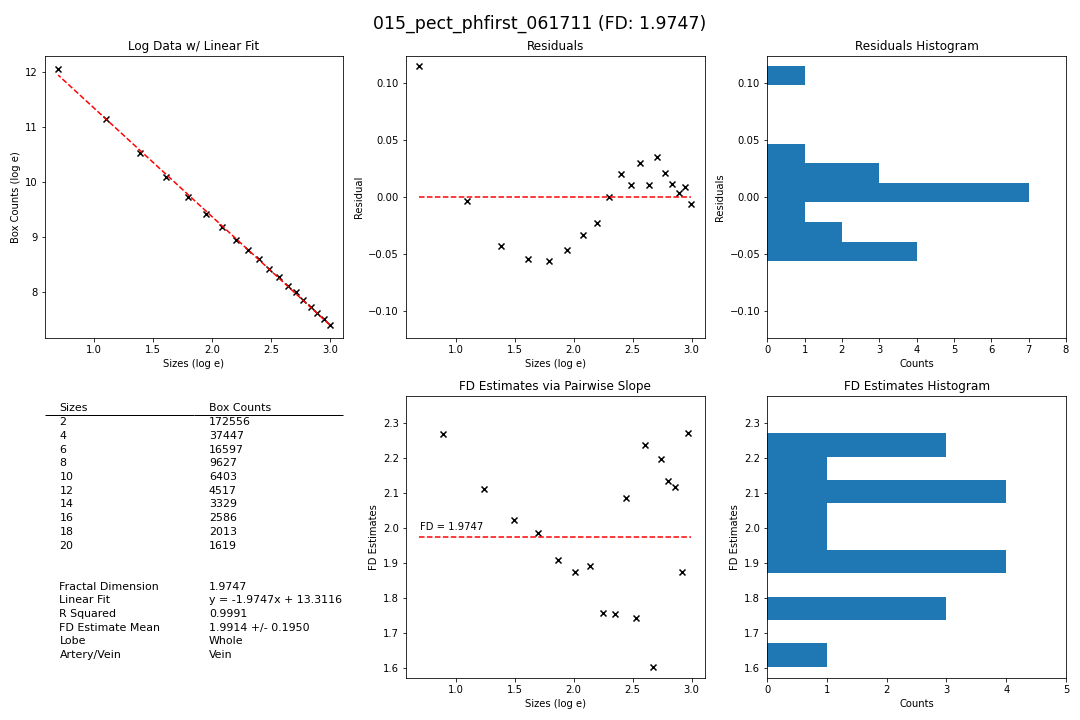 015_pect_phfirst_061711 (FD: 1.9747)
Log Data w/ Linear Fit
12
11
10
9
8
Box Counts (log e)
1.0 1.5 2.0 2.5 3.0
Sizes (log e)
Residuals
0.10
0.05
0.00
−0.05
−0.10
Residual
1.0 1.5 2.0 2.5 3.0
Sizes (log e)
Residuals Histogram
0.10
0.05
0.00
−0.05
−0.10
Residuals
0 1 2 3 4 5 6 7 8
Counts
Sizes Box Counts
2 172556
4 37447
6 16597
8 9627
10 6403
12 4517
14 3329
16 2586
18 2013
20 1619
Fractal Dimension 1.9747
Linear Fit y = -1.9747x + 13.3116
R Squared 0.9991
FD Estimate Mean 1.9914 +/- 0.1950
Lobe Whole
Artery/Vein Vein
FD Estimates via Pairwise Slope
2.3
2.2
2.1
2.0
1.9
1.8
1.7
1.6
FD Estimates
FD = 1.9747
1.0 1.5 2.0 2.5 3.0
Sizes (log e)
FD Estimates Histogram
2.3
2.2
2.1
2.0
1.9
1.8
1.7
1.6
FD Estimates
0 1 2 3 4 5
Counts